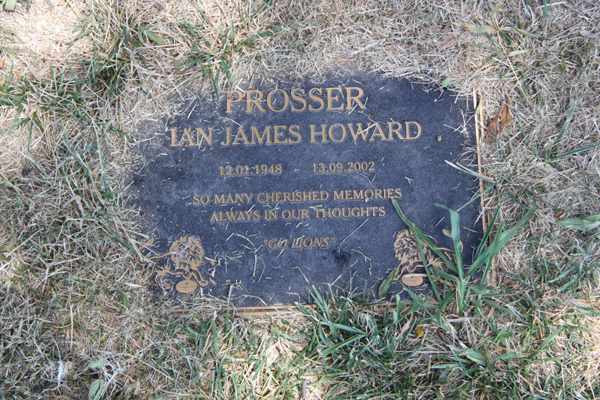 PROSSER
IAN JAMES HOWARD
12.01.1948 13.09.2002
SO MANY CHERISHED MEMORIES
ALWAYS IN OUR THOUGHTS
"GO LIONS"